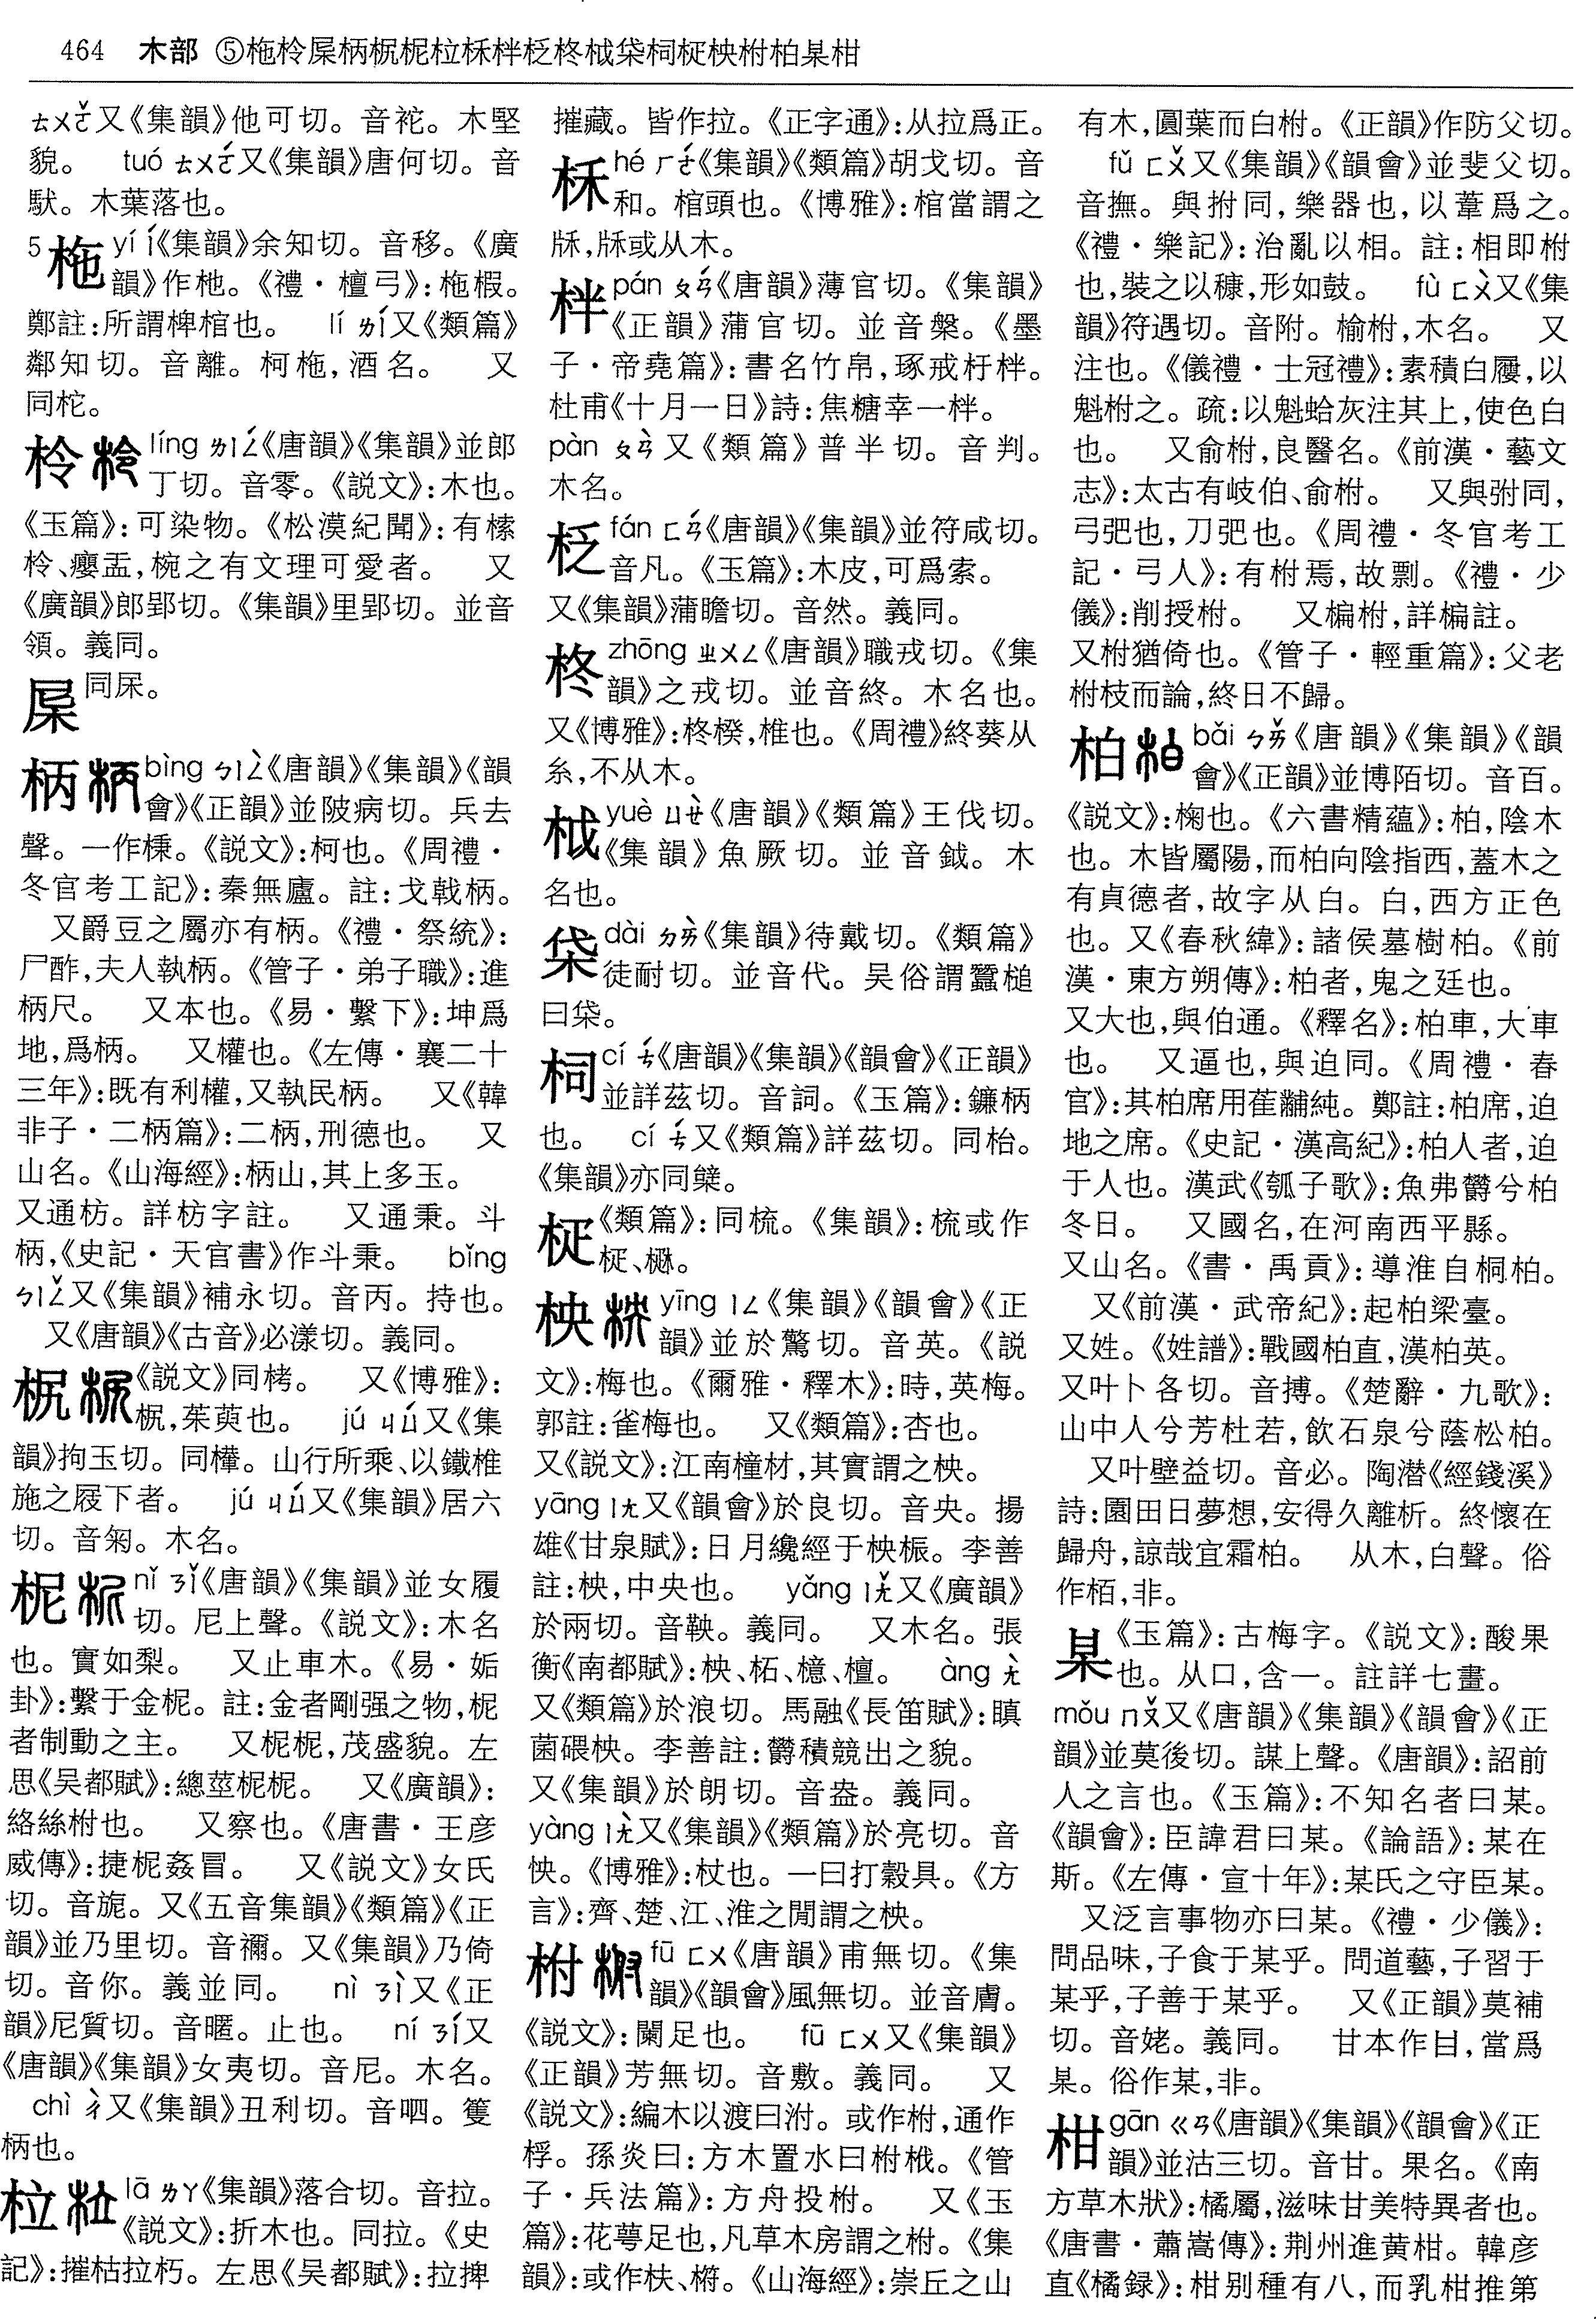 464 木部 ⑤柂柃㞕柄㭾柅柆柇柈柉柊㭕柋柌柾柍柎柏㫐柑
ㄊㄨㄛˇ又《集韻》他可切。音袉。木堅
貌。 tuó ㄊㄨㄛˊ又《集韻》唐何切。音
馱。木葉落也。
5 柂 yí ㄧˊ《集韻》余知切。音移。《廣
韻》作杝。《禮·檀弓》:柂椵。
鄭註:所謂椑棺也。 lí ㄌㄧˊ又《類篇》
鄰知切。音離。柯柂,酒名。 又
同柁。
柃 líng ㄌㄧㄥˊ《唐韻》《集韻》並郎
丁切。音零。《説文》:木也。
《玉篇》:可染物。《松漠紀聞》:有榛
柃、癭盂,椀之有文理可愛者。 又
《廣韻》郎郢切。《集韻》里郢切。並音
領。義同。
同杘。
柄 bìng ㄅㄧㄥˋ《唐韻》《集韻》《韻
會》《正韻》並陂病切。兵去
聲。一作棅。《説文》:柯也。《周禮·
冬官考工記》:秦無廬。註:戈戟柄。
又爵豆之屬亦有柄。《禮·祭統》:
尸酢,夫人執柄。《管子·弟子職》:進
柄尺。 又本也。《易·繫下》:坤爲
地,爲柄。 又權也。《左傳·襄二十
三年》:既有利權,又執民柄。 又《韓
非子·二柄篇》:二柄,刑德也。 又
山名。《山海經》:柄山,其上多玉。
又通枋。詳枋字註。 又通秉。斗
柄,《史記·天官書》作斗秉。 bǐng
ㄅㄧㄥˇ又《集韻》補永切。音丙。持也。
又《唐韻》《古音》必漾切。義同。
《説文》同栲。 又《博雅》:
茱萸也。 jú ㄐㄩˊ又《集
韻》拘玉切。同檋。山行所乘、以鐵椎
施之屐下者。 jú ㄐㄩˊ又《集韻》居六
切。音匊。木名。
柅 nǐ ㄋㄧˇ《唐韻》《集韻》並女履
切。尼上聲。《説文》:木名
也。實如梨。 又止車木。《易·姤
卦》:繫于金柅。註:金者剛强之物,柅
者制動之主。 又柅柅,茂盛貌。左
思《吴都賦》:總莖柅柅。 又《廣韻》:
絡絲柎也。 又察也。《唐書·王彦
威傳》:捷柅姦冒。 又《説文》女氏
切。音旎。又《五音集韻》《類篇》《正
韻》並乃里切。音禰。又《集韻》乃倚
切。音你。義並同。 nì ㄋㄧˋ又《正
韻》尼質切。音暱。止也。 ní ㄋㄧˊ又
《唐韻》《集韻》女夷切。音尼。木名。
chì ㄔˋ又《集韻》丑利切。音呬。籆
柄也。
柆 lā ㄌㄚ《集韻》落合切。音拉。
《説文》:折木也。同拉。《史
記》:摧枯拉朽。左思《吴都賦》:拉捭
摧藏。皆作拉。《正字通》:从拉爲正。
柇 hé ㄏㄜˊ《集韻》《類篇》胡戈切。音
和。棺頭也。《博雅》:棺當謂之
㭉,㭉或从木。
柈 pán ㄆㄢˊ《唐韻》薄官切。《集韻》
《正韻》蒲官切。並音槃。《墨
子·帝堯篇》:書名竹帛,琢戒杅柈。
杜甫《十月一日》詩:焦糖幸一柈。
pàn ㄆㄢˋ又《類篇》普半切。音判。
木名。
柉 fán ㄈㄢˊ《唐韻》《集韻》並符咸切。
音凡。《玉篇》:木皮,可爲索。
又《集韻》蒲瞻切。音然。義同。
柊 zhōng ㄓㄨㄥ《唐韻》職戎切。《集
韻》之戎切。並音終。木名也。
又《博雅》:柊楑,椎也。《周禮》終葵从
糸,不从木。
㭕 yuè ㄩㄝˋ《唐韻》《類篇》王伐切。
《集韻》魚厥切。並音鉞。木
名也。
柋 dài ㄉㄞˋ《集韻》待戴切。《類篇》
徒耐切。並音代。吴俗謂蠶槌
曰柋。
柌 cí ㄘˊ《唐韻》《集韻》《韻會》《正韻》
並詳茲切。音詞。《玉篇》:鐮柄
也。 cí ㄘˊ又《類篇》詳茲切。同枱。
《集韻》亦同㮨。
《類篇》:同梳。《集韻》:梳或作
柍 yīng ㄧㄥ《集韻》《韻會》《正
韻》並於驚切。音英。《説
文》:梅也。《爾雅·釋木》:時,英梅。
郭註:雀梅也。 又《類篇》:杏也。
又《説文》:江南橦材,其實謂之柍。
yāng ㄧㄤ又《韻會》於良切。音央。揚
雄《甘泉賦》:日月纔經于柍桭。李善
註:柍,中央也。 yǎng ㄧㄤˇ又《廣韻》
於兩切。音鞅。義同。 又木名。張
衡《南都賦》:柍、柘、檍、檀。 àng ㄤˋ
又《類篇》於浪切。馬融《長笛賦》:瞋
菌碨柍。李善註:鬱積競出之貌。
又《集韻》於朗切。音盎。義同。
yàng ㄧㄤˋ又《集韻》《類篇》於亮切。音
怏。《博雅》:杖也。一曰打穀具。《方
言》:齊、楚、江、淮之閒謂之柍。
柎 fū ㄈㄨ《唐韻》甫無切。《集
韻》《韻會》風無切。並音膚。
《説文》:闌足也。 fū ㄈㄨ又《集韻》
《正韻》芳無切。音敷。義同。 又
《説文》:編木以渡曰泭。或作柎,通作
桴。孫炎曰:方木置水曰柎栰。《管
子·兵法篇》:方舟投柎。 又《玉
篇》:花萼足也,凡草木房謂之柎。《集
韻》:或作枎、㭪。《山海經》:崇丘之山
有木,圓葉而白柎。《正韻》作防父切。
fǔ ㄈㄨˇ又《集韻》《韻會》並斐父切。
音撫。與拊同,樂器也,以葦爲之。
《禮·樂記》:治亂以相。註:相即柎
也,裝之以穅,形如鼓。 fù ㄈㄨˋ又《集
韻》符遇切。音附。榆柎,木名。 又
注也。《儀禮·士冠禮》:素積白屨,以
魁柎之。疏:以魁蛤灰注其上,使色白
也。 又俞柎,良醫名。《前漢·藝文
志》:太古有岐伯、俞柎。 又與弣同,
弓弝也,刀弝也。《周禮·冬官考工
記·弓人》:有柎焉,故剽。《禮·少
儀》:削授柎。 又楄柎,詳楄註。
又柎猶倚也。《管子·輕重篇》:父老
柎枝而論,終日不歸。
柏 bǎi ㄅㄞˇ《唐韻》《集韻》《韻
會》《正韻》並博陌切。音百。
《説文》:椈也。《六書精蘊》:柏,陰木
也。木皆屬陽,而柏向陰指西,蓋木之
有貞德者,故字从白。白,西方正色
也。又《春秋緯》:諸侯墓樹柏。《前
漢·東方朔傳》:柏者,鬼之廷也。
又大也,與伯通。《釋名》:柏車,大車
也。 又逼也,與迫同。《周禮·春
官》:其柏席用萑黼純。鄭註:柏席,迫
地之席。《史記·漢高紀》:柏人者,迫
于人也。漢武《瓠子歌》:魚弗鬱兮柏
冬日。 又國名,在河南西平縣。
又山名。《書·禹貢》:導淮自桐柏。
又《前漢·武帝紀》:起柏梁臺。
又姓。《姓譜》:戰國柏直,漢柏英。
又叶卜各切。音搏。《楚辭·九歌》:
山中人兮芳杜若,飲石泉兮蔭松柏。
又叶壁益切。音必。陶潛《經錢溪》
詩:園田日夢想,安得久離析。終懷在
歸舟,諒哉宜霜柏。 从木,白聲。俗
作栢,非。
《玉篇》:古梅字。《説文》:酸果
也。从口,含一。註詳七畫。
mǒu ㄇㄡˇ又《唐韻》《集韻》《韻會》《正
韻》並莫後切。謀上聲。《唐韻》:詔前
人之言也。《玉篇》:不知名者曰某。
《韻會》:臣諱君曰某。《論語》:某在
斯。《左傳·宣十年》:某氏之守臣某。
又泛言事物亦曰某。《禮·少儀》:
問品味,子食于某乎。問道藝,子習于
某乎,子善于某乎。 又《正韻》莫補
切。音姥。義同。 甘本作曰,當爲
㫐。俗作某,非。
柑 gān ㄍㄢ《唐韻》《集韻》《韻會》《正
韻》並沽三切。音甘。果名。《南
方草木狀》:橘屬,滋味甘美特異者也。
《唐書·蕭嵩傳》:荆州進黄柑。韓彦
直《橘録》:柑别種有八,而乳柑推第